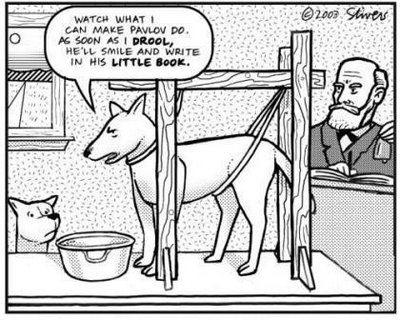 ©2003 Stivers
WATCH WHAT I
CAN MAKE PAVLOV DO.
AS SOON AS I DROOL,
HE'LL SMILE AND WRITE
IN HIS LITTLE BOOK.